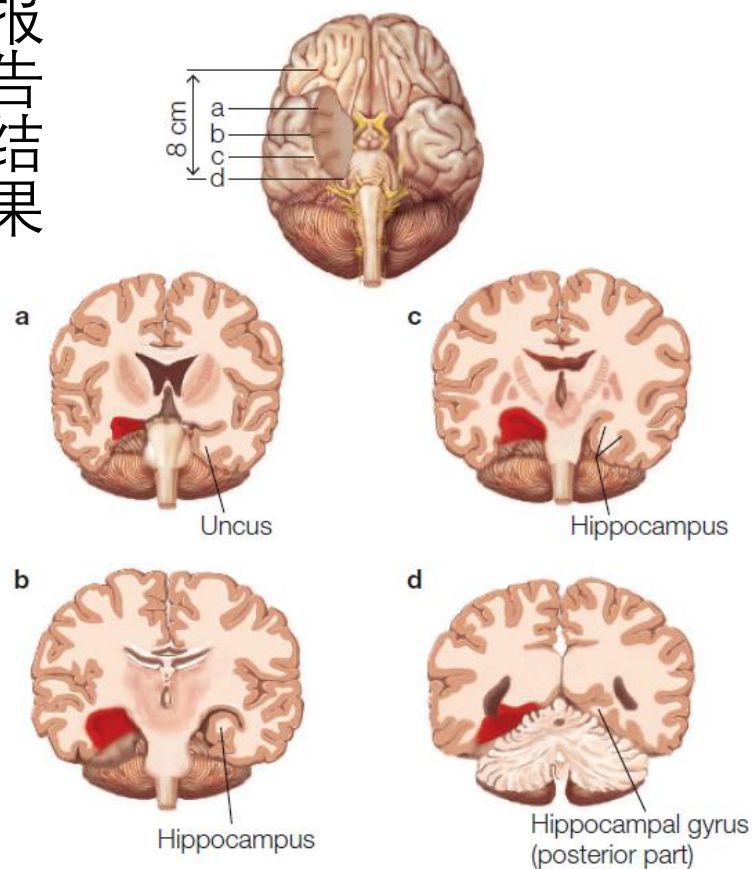 报告结果
8 cm
a
b
c
d
a
Uncus
c
Hippocampus
b
Hippocampus
d
Hippocampal gyrus
(posterior part)